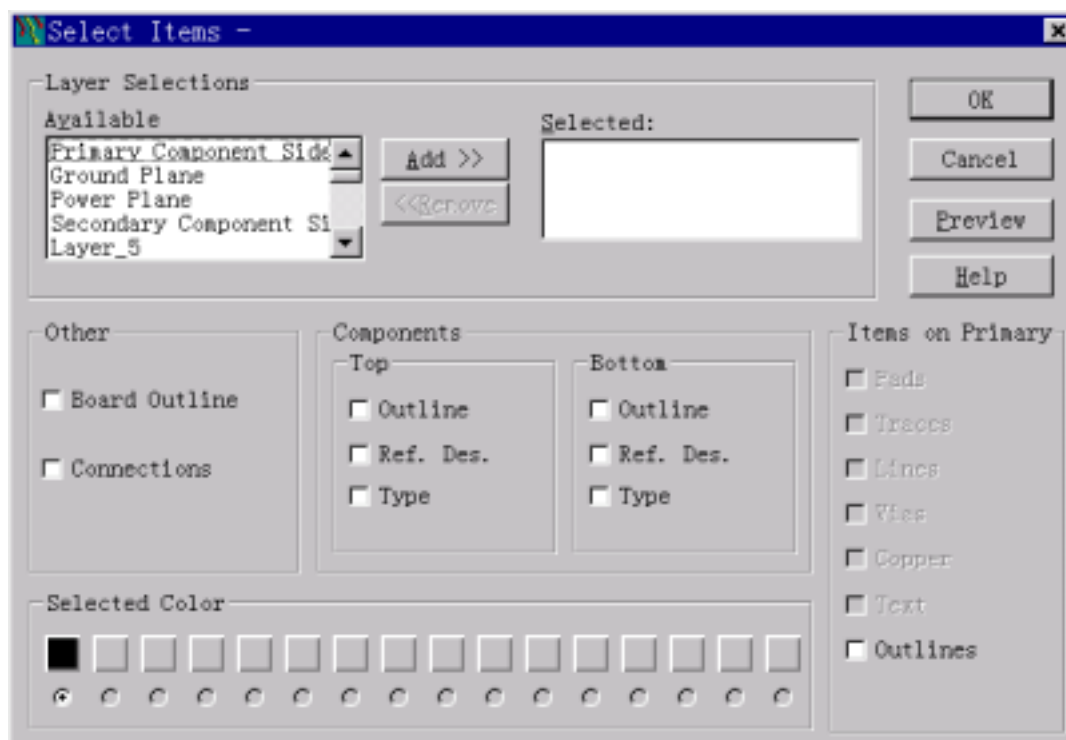 Select Items -
Layer Selections
Available
Primary Component Side
Ground Plane
Power Plane
Secondary Component Si
Layer_5
Add >>
<<Remove
Selected:
OK
Cancel
Preview
Help
Other
Board Outline
Connections
Components
Top
Outline
Ref. Des.
Type
Bottom
Outline
Ref. Des.
Type
Items on Primary
Pads
Traces
Lines
Vias
Copper
Text
Outlines
Selected Color